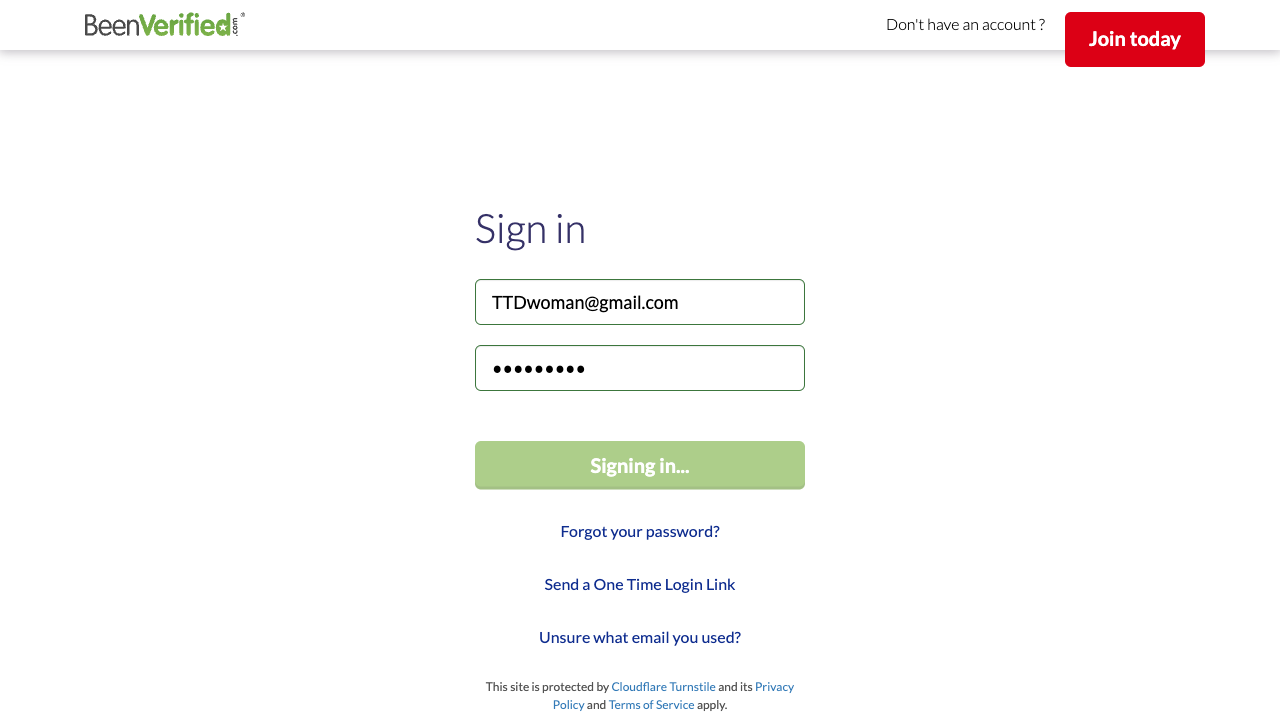 BeenVerified.com®
Don't have an account ?
Join today
Sign in
TTDwoman@gmail.com
•••••••••
Signing in...
Forgot your password?
Send a One Time Login Link
Unsure what email you used?
This site is protected by Cloudflare Turnstile and its Privacy
Policy and Terms of Service apply.